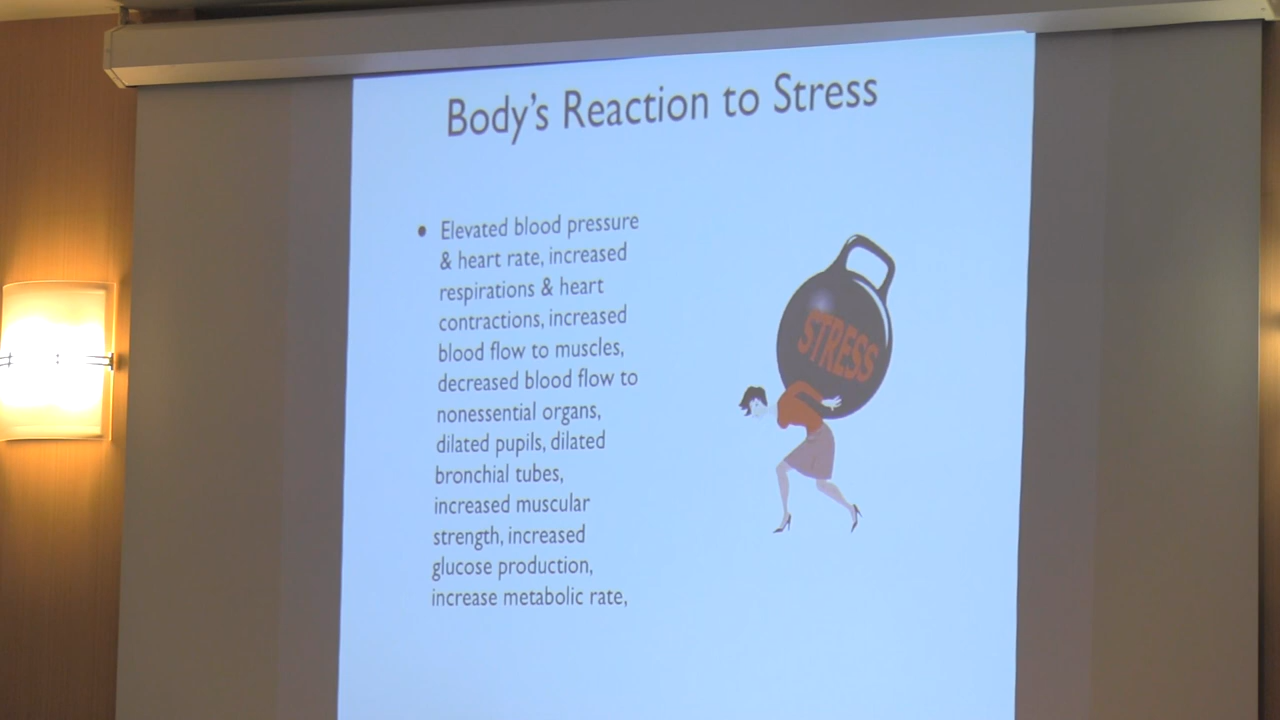 Body's Reaction to Stress
• Elevated blood pressure
& heart rate, increased
respirations & heart
contractions, increased
blood flow to muscles,
decreased blood flow to
nonessential organs,
dilated pupils, dilated
bronchial tubes,
increased muscular
strength, increased
glucose production,
increase metabolic rate,
STRESS